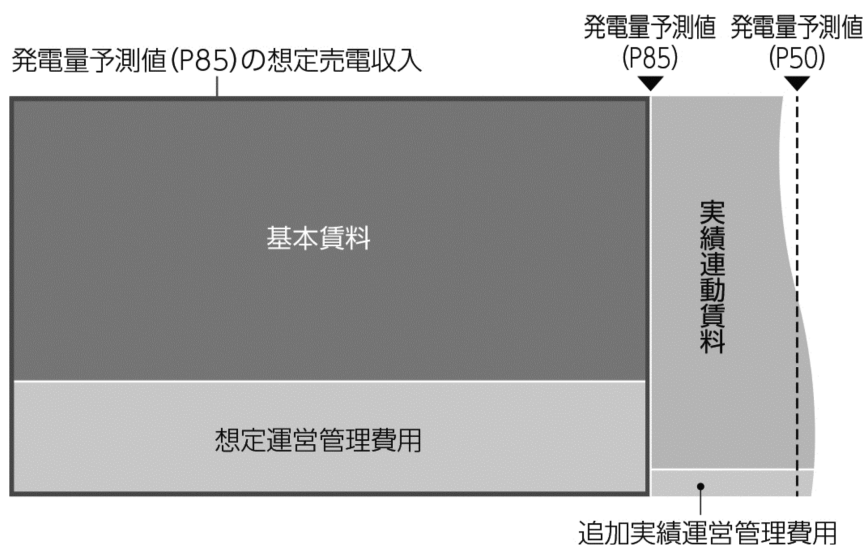 発電量予測値(P85)の想定売電収入
発電量予測値
(P85)
発電量予測値
(P50)
基本賃料
実績連動賃料
想定運営管理費用
追加実績運営管理費用